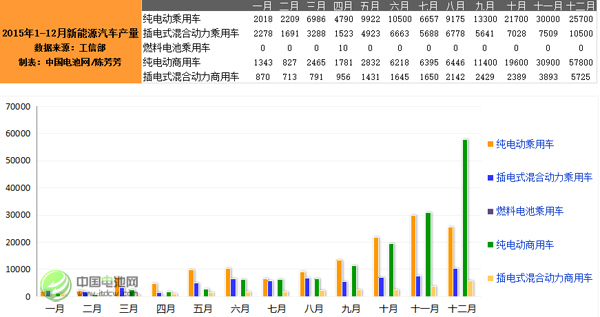 2015年1-12月新能源汽车产量
数据来源：工信部
制表：中国电池网/陈芳芳
一月 二月 三月 四月 五月 六月 七月 八月 九月 十月 十一月 十二月
纯电动乘用车 2018 2209 6986 4790 9922 10500 6657 9175 13300 21700 30000 25700
插电式混合动力乘用车 2278 1691 3288 1523 4923 6663 5688 6778 5641 7028 7509 10500
燃料电池乘用车 0 0 0 10 0 0 0 0 0 0 0 0
纯电动商用车 1343 827 2465 1781 2832 6218 6395 6446 11400 19600 30900 57800
插电式混合动力商用车 870 713 791 956 1431 1645 1650 2142 2429 2389 3893 5725
70000
60000
50000
40000
30000
20000
10000
0
一月 二月 三月 四月 五月 六月 七月 八月 九月 十月 十一月 十二月
纯电动乘用车
插电式混合动力乘用车
燃料电池乘用车
纯电动商用车
插电式混合动力商用车
中国电池网